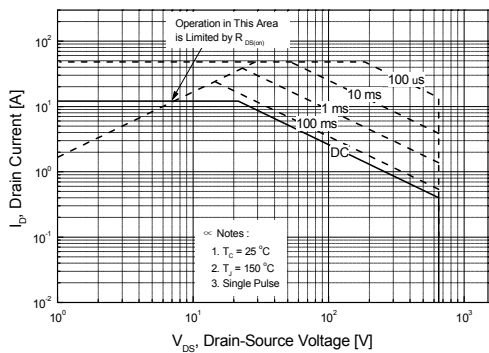 Operation in This Area
is Limited by R DS(on)
10²
10¹
10⁰
10⁻¹
10⁻²
I_D, Drain Current [A]
100 us
10 ms
1 ms
100 ms
DC
∝ Notes :
1. T_C = 25 °C
2. T_J = 150 °C
3. Single Pulse
10⁰
10¹
10²
10³
V_DS, Drain-Source Voltage [V]